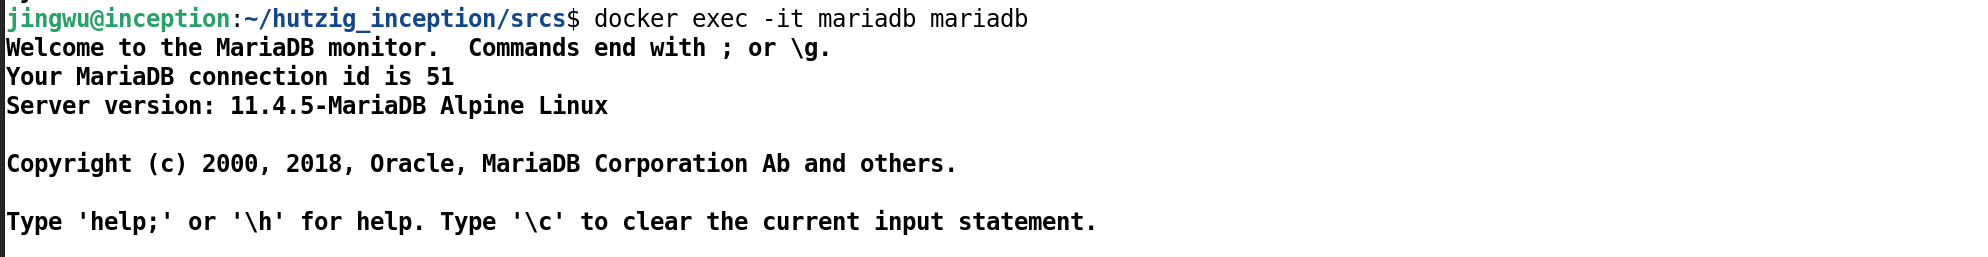 jingwu@inception:~/hutzig_inception/srcs$ docker exec -it mariadb mariadb
Welcome to the MariaDB monitor.  Commands end with ; or \g.
Your MariaDB connection id is 51
Server version: 11.4.5-MariaDB Alpine Linux
Copyright (c) 2000, 2018, Oracle, MariaDB Corporation Ab and others.
Type 'help;' or '\h' for help. Type '\c' to clear the current input statement.